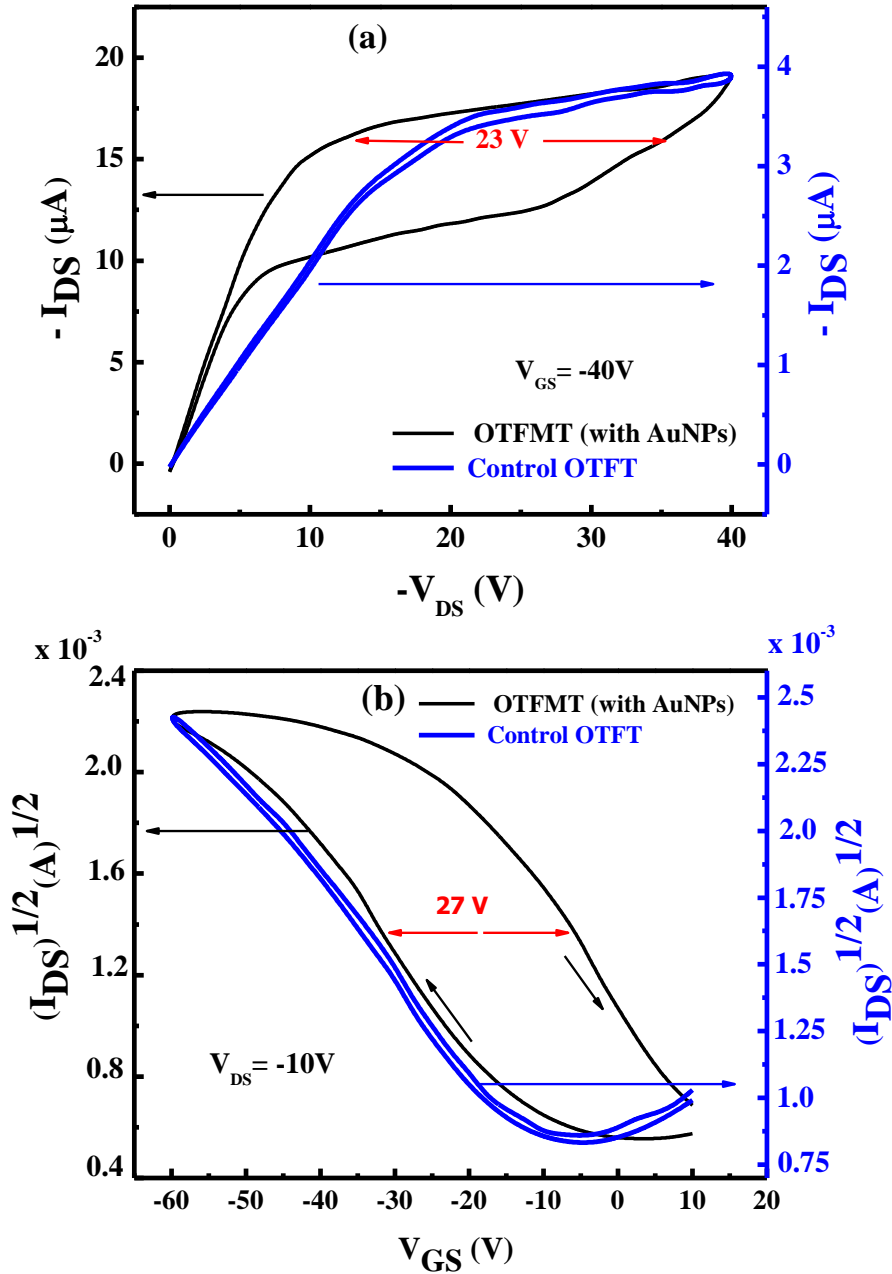 (a)
20
15
10
5
0
- I_DS (μA)
4
3
2
1
0
- I_DS (μA)
23 V
V_GS= -40V
OTFMT (with AuNPs)
Control OTFT
0 10 20 30 40
-V_DS (V)
x 10^-3
x 10^-3
(b)
OTFMT (with AuNPs)
Control OTFT
2.4
2.0
1.6
1.2
0.8
0.4
(I_DS)^1/2(A)^1/2
2.5
2.25
2.0
1.75
1.5
1.25
1.0
0.75
(I_DS)^1/2(A)^1/2
27 V
V_DS= -10V
-60 -50 -40 -30 -20 -10 0 10 20
V_GS (V)